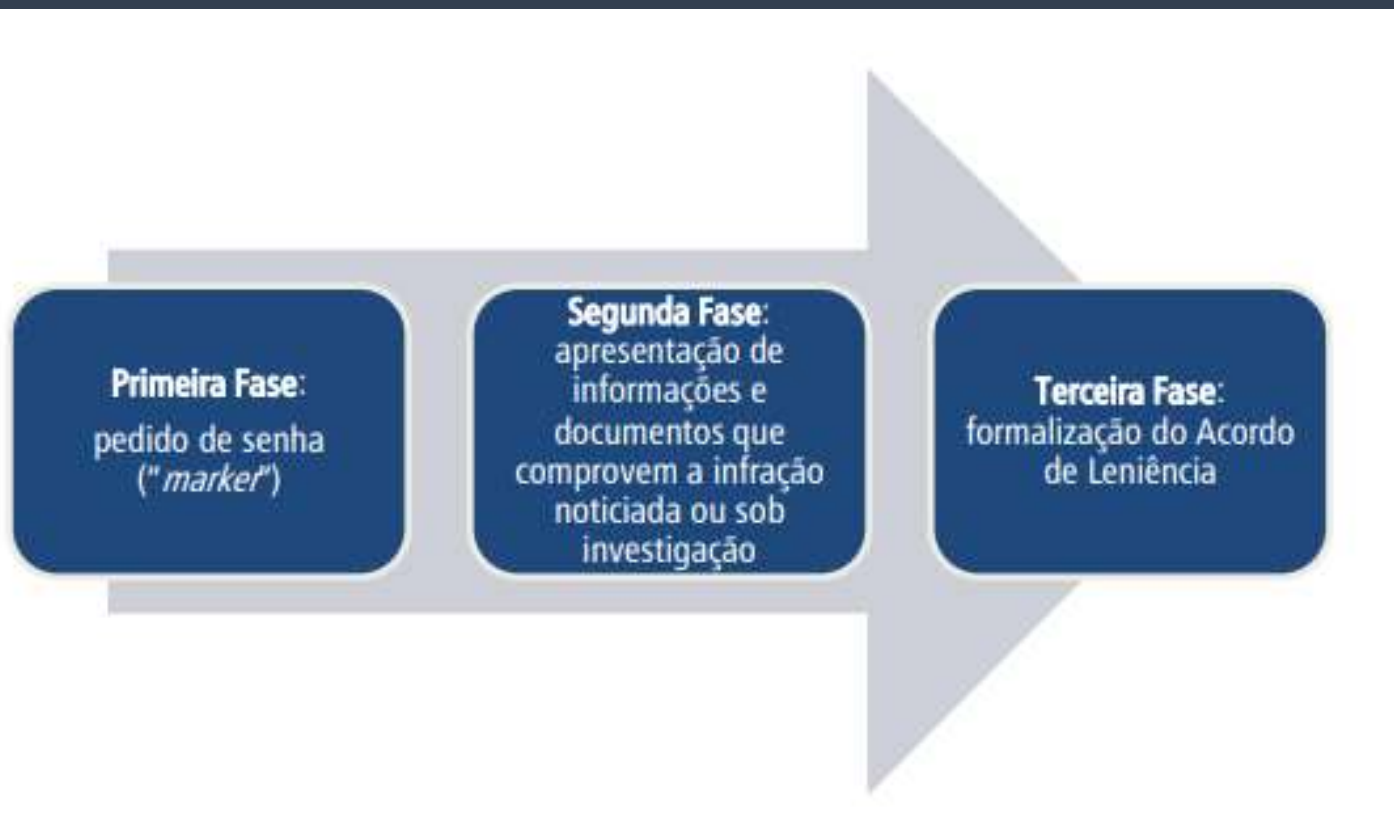 Primeira Fase:
pedido de senha
("marker")
Segunda Fase:
apresentação de
informações e
documentos que
comprovem a infração
noticiada ou sob
investigação
Terceira Fase:
formalização do Acordo
de Leniência